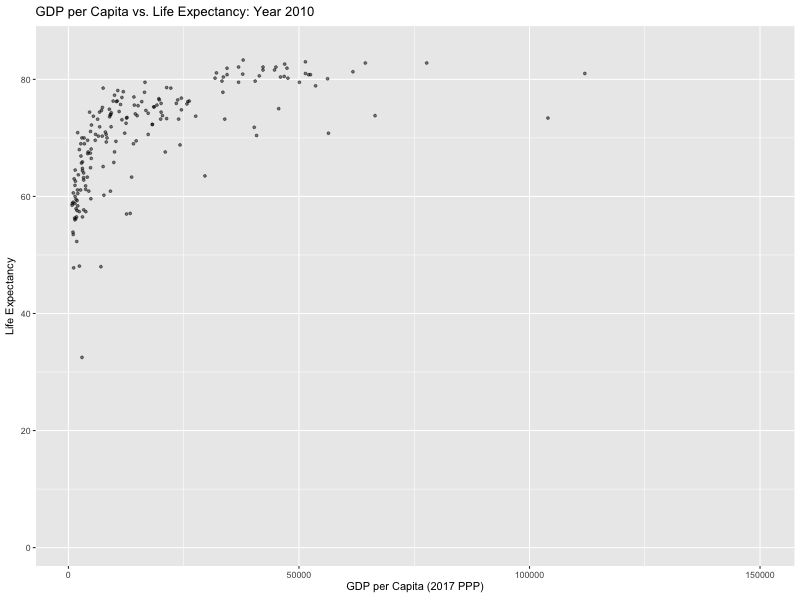 GDP per Capita vs. Life Expectancy: Year 2010
Life Expectancy
80
60
40
20
0
0 50000 100000 150000
GDP per Capita (2017 PPP)